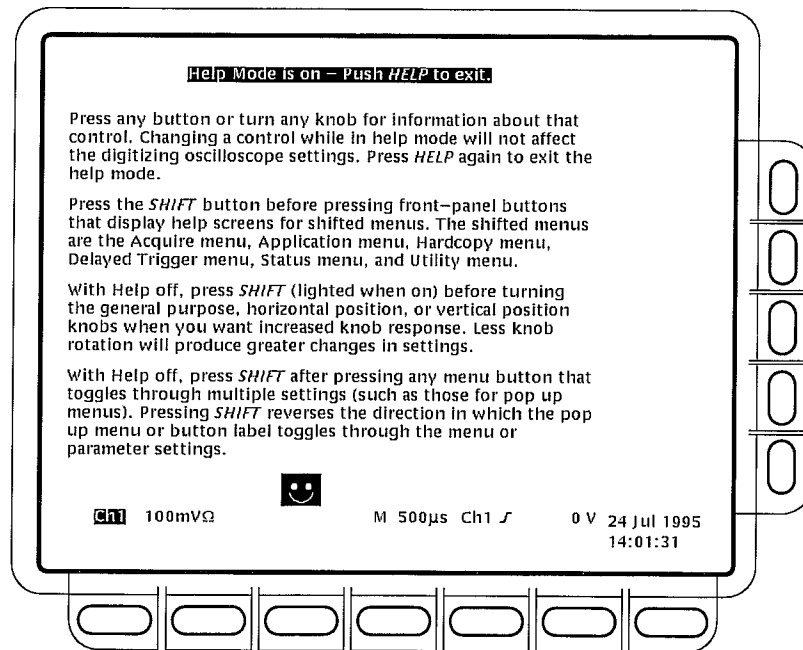 Help Mode is on – Push HELP to exit.
Press any button or turn any knob for information about that
control. Changing a control while in help mode will not affect
the digitizing oscilloscope settings. Press HELP again to exit the
help mode.
Press the SHIFT button before pressing front–panel buttons
that display help screens for shifted menus. The shifted menus
are the Acquire menu, Application menu, Hardcopy menu,
Delayed Trigger menu, Status menu, and Utility menu.
With Help off, press SHIFT (lighted when on) before turning
the general purpose, horizontal position, or vertical position
knobs when you want increased knob response. Less knob
rotation will produce greater changes in settings.
With Help off, press SHIFT after pressing any menu button that
toggles through multiple settings (such as those for pop up
menus). Pressing SHIFT reverses the direction in which the pop
up menu or button label toggles through the menu or
parameter settings.
Ch1 100mVΩ M 500µs Ch1 0 V 24 Jul 1995
14:01:31